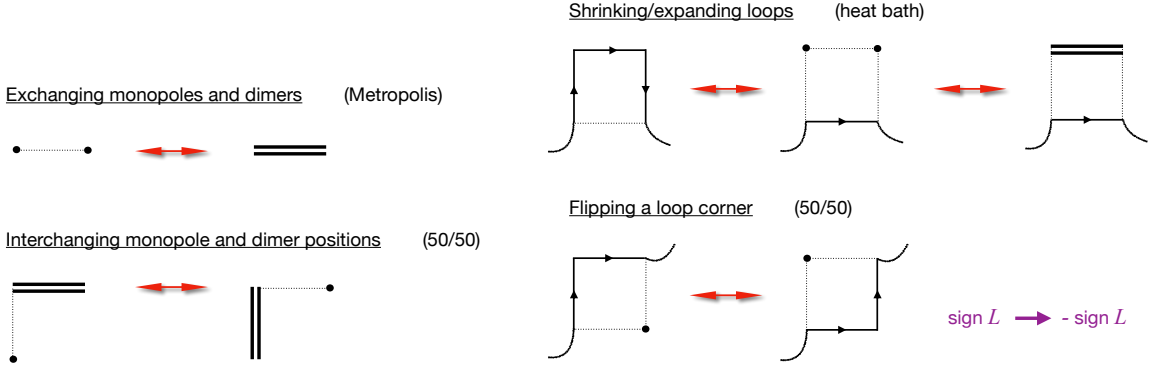 Exchanging monopoles and dimers (Metropolis)
Interchanging monopole and dimer positions (50/50)
Shrinking/expanding loops (heat bath)
Flipping a loop corner (50/50)
sign L - sign L